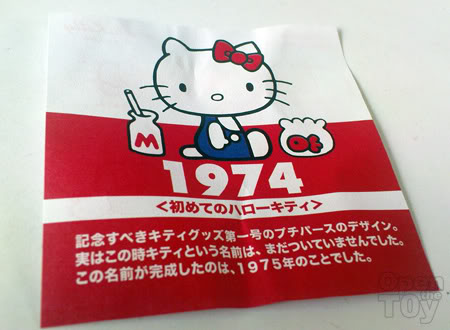 M
1974
<初めてのハローキティ>
記念すべきキティグッズ第一号のプチパースのデザイン。
実はこの時キティという名前は、まだついていませんでした。
この名前が完成したのは、1975年のことでした。
Open
the
Toy